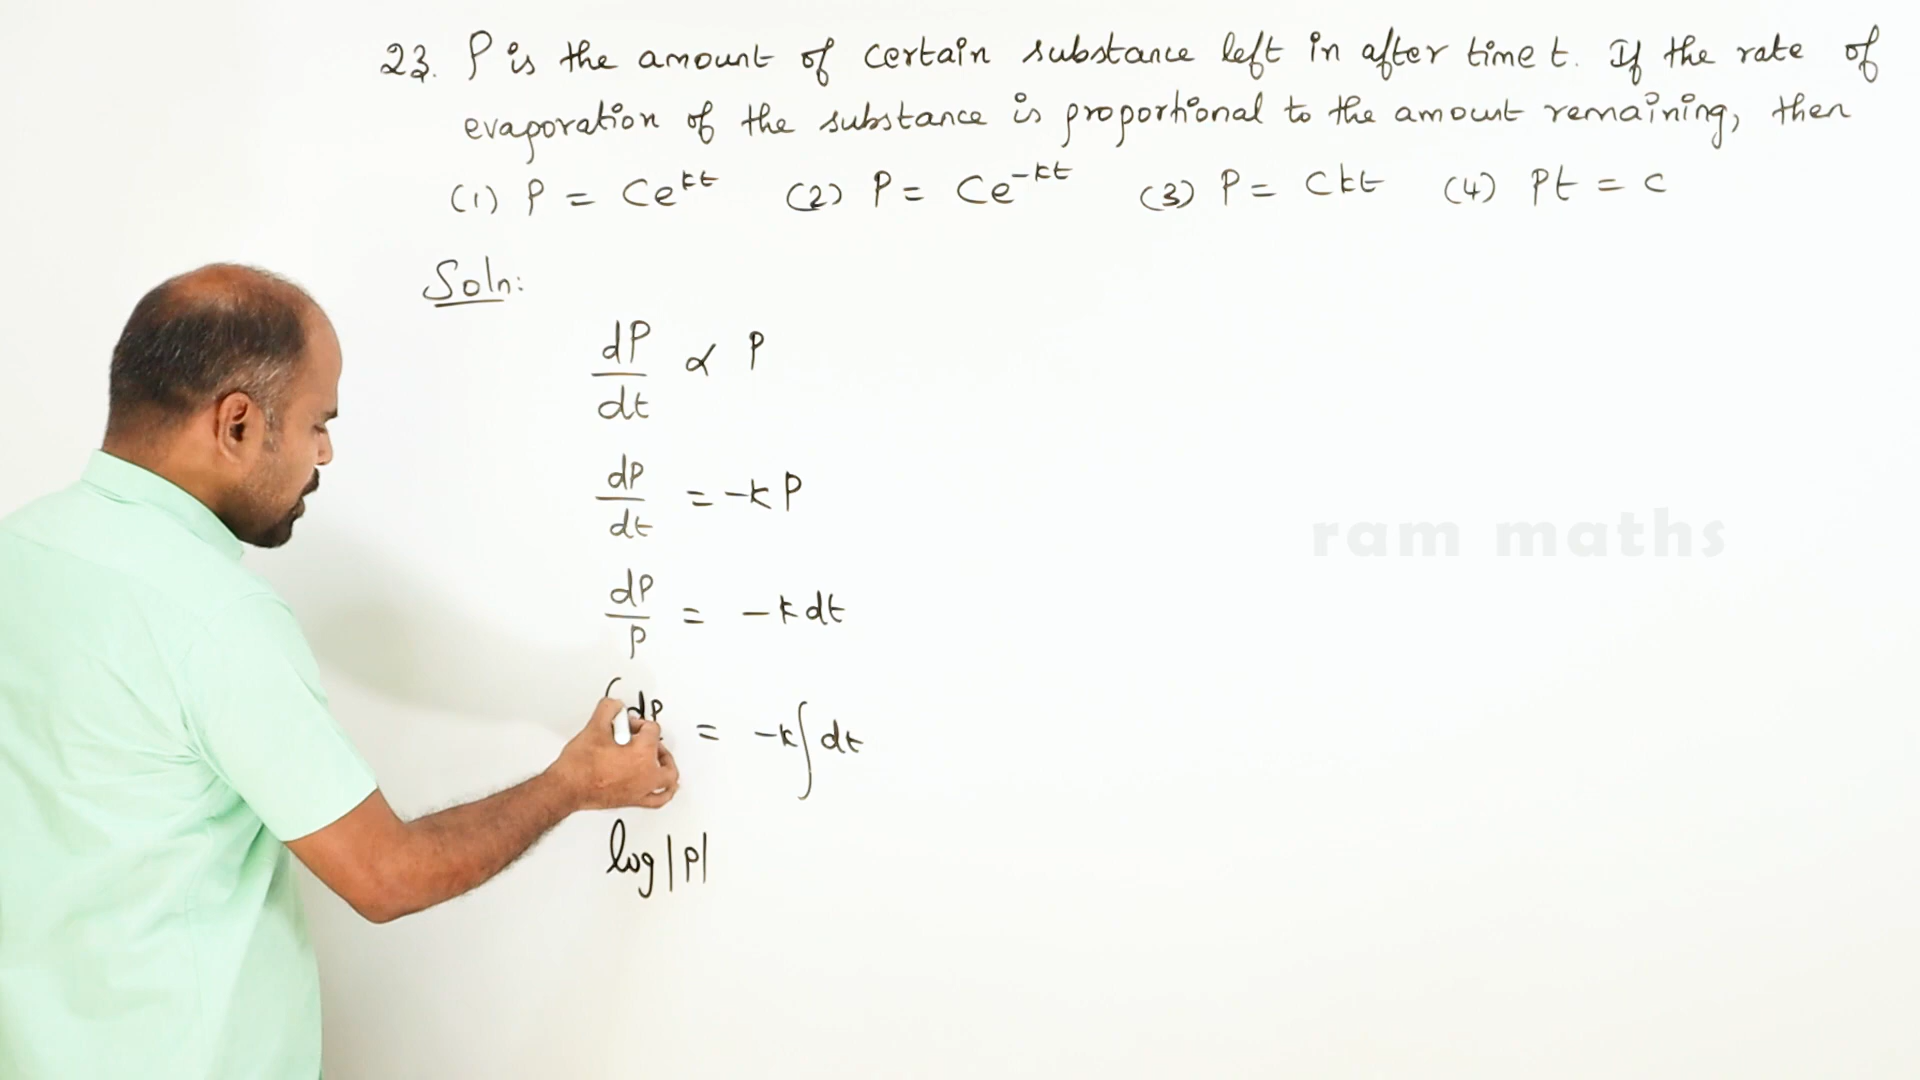 23. P is the amount of certain substance left in after time t. If the rate of
evaporation of the substance is proportional to the amount remaining, then
(1) P = Ce^{kt} (2) P = Ce^{-kt} (3) P = Ckt (4) Pt = C
Soln:
dP/dt ∝ P
dP/dt = -kP
dP/P = -k dt
∫ dP = -k∫ dt
log|P|
ram maths